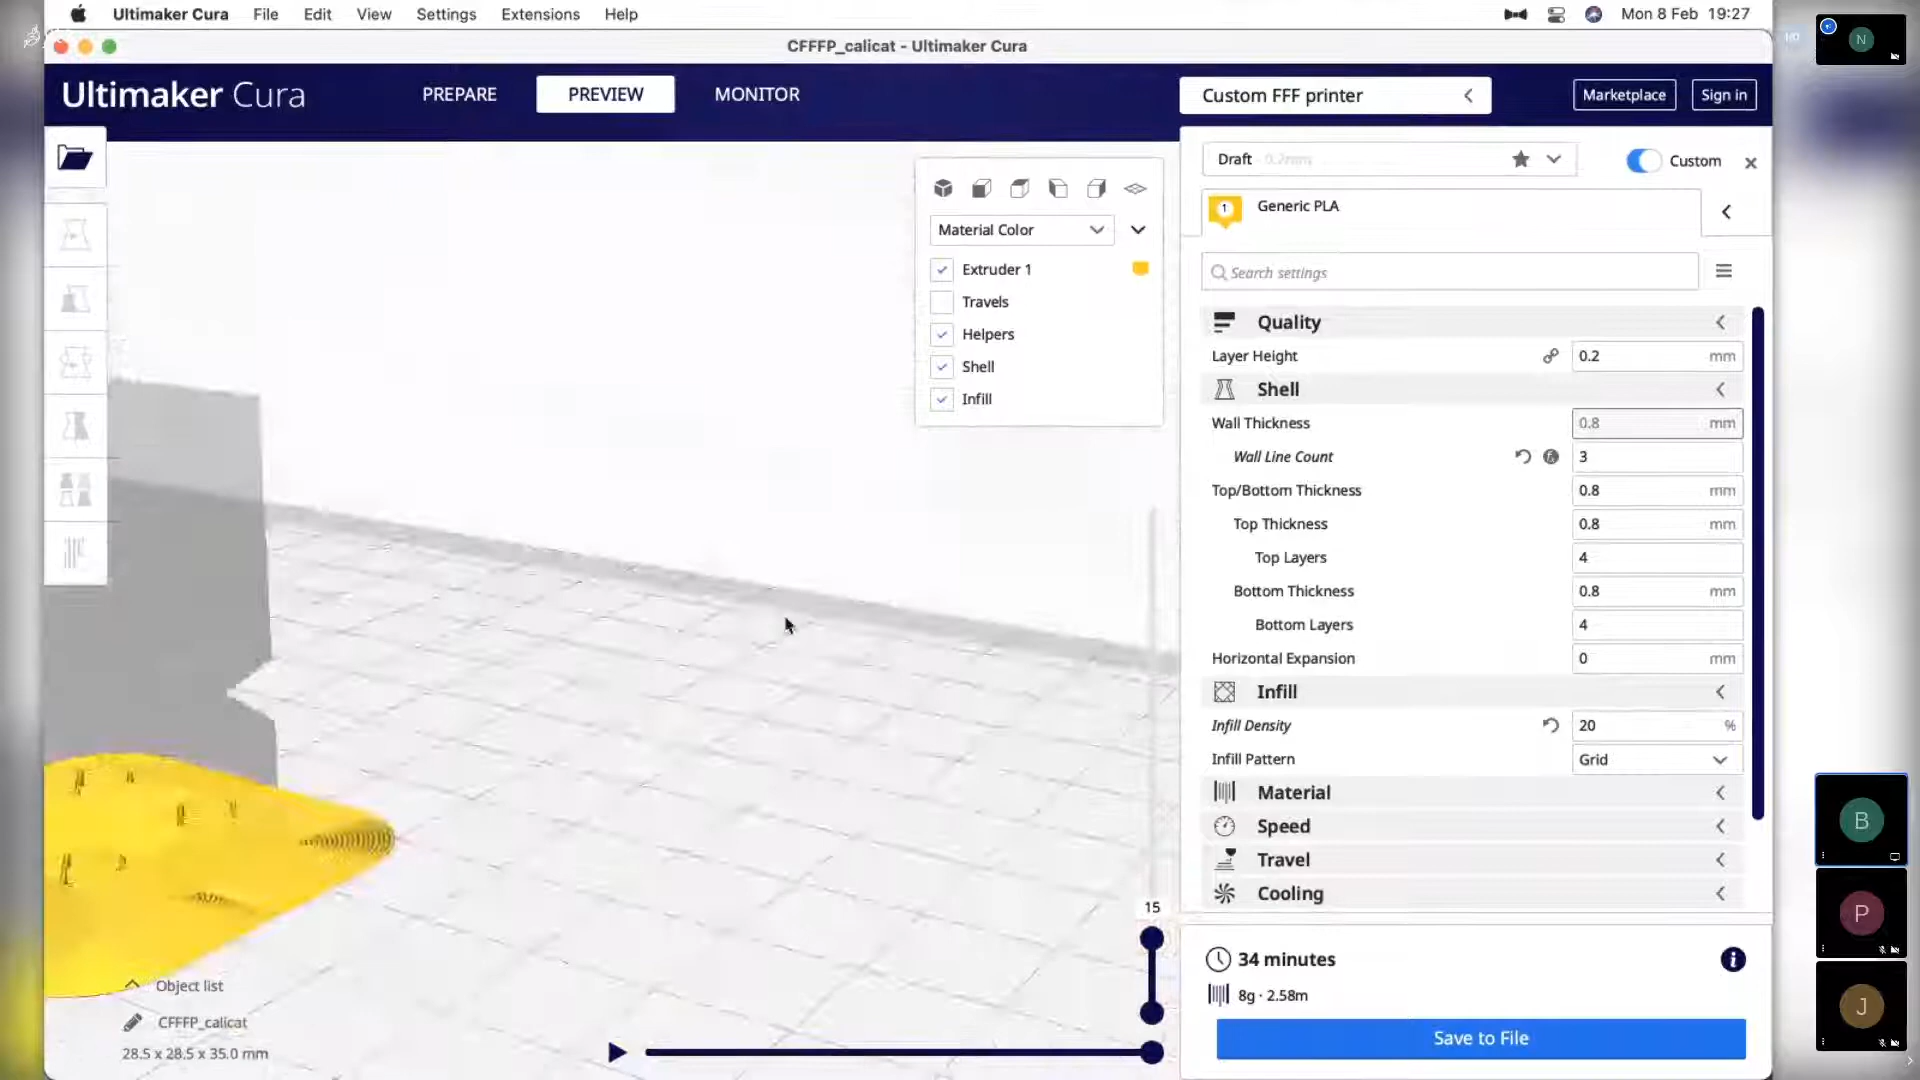 Ultimaker Cura File Edit View Settings Extensions Help Mon 8 Feb 19:27
CFFFP_calicat - Ultimaker Cura
Ultimaker Cura PREPARE PREVIEW MONITOR Custom FFF printer Marketplace Sign in
Draft 0.2mm Custom
1 Generic PLA
Search settings
Material Color
Extruder 1
Travels
Helpers
Shell
Infill
Quality
Layer Height 0.2 mm
Shell
Wall Thickness 0.8 mm
Wall Line Count 3
Top/Bottom Thickness 0.8 mm
Top Thickness 0.8 mm
Top Layers 4
Bottom Thickness 0.8 mm
Bottom Layers 4
Horizontal Expansion 0 mm
Infill
Infill Density 20 %
Infill Pattern Grid
Material
Speed
Travel
Cooling
15
34 minutes
8g · 2.58m
Save to File
Object list
CFFFP_calicat
28.5 x 28.5 x 35.0 mm
N
B
P
J